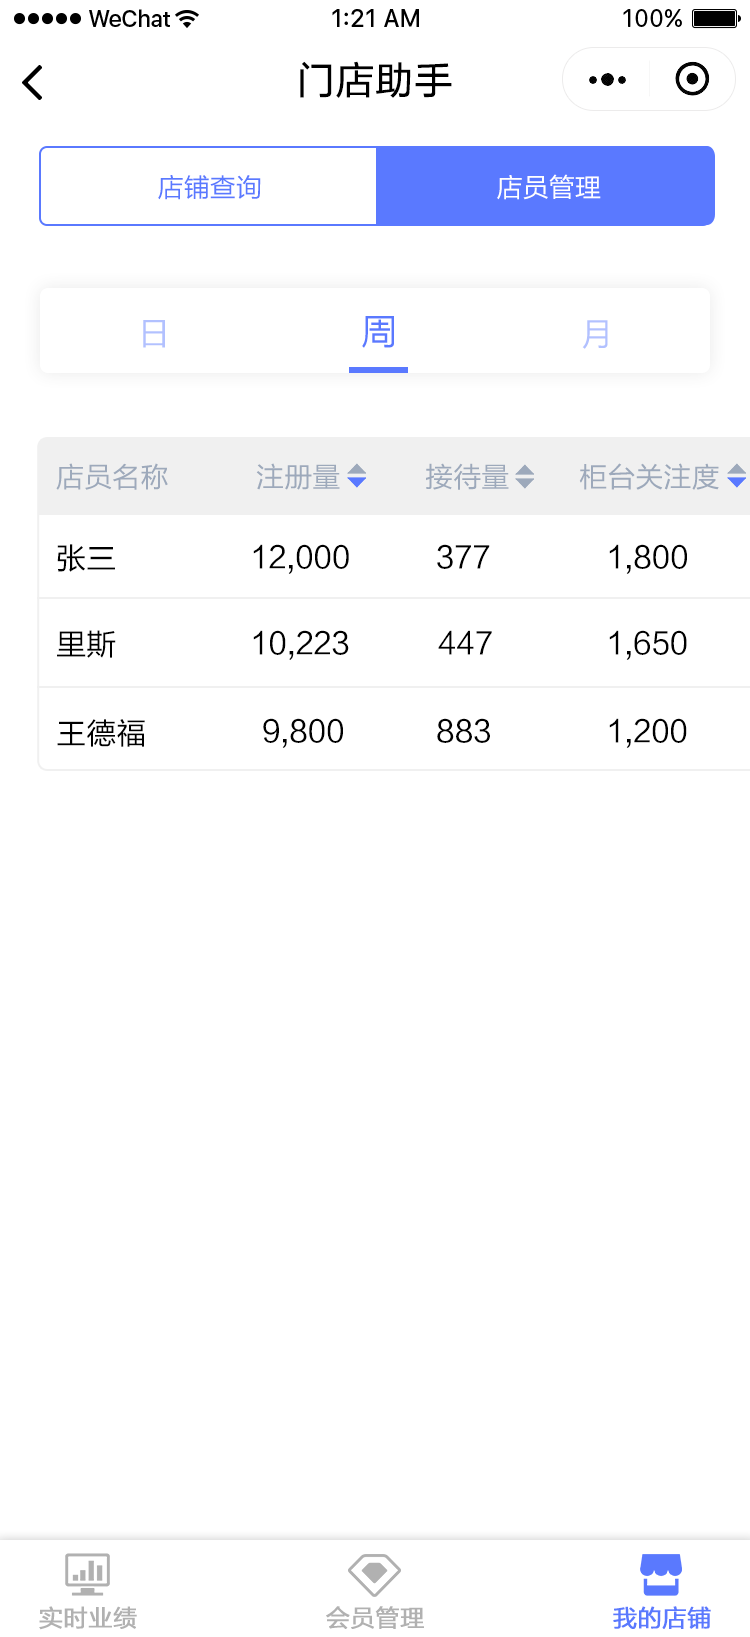 WeChat 1:21 AM 100%
门店助手
店铺查询 店员管理
日 周 月
店员名称 注册量 接待量 柜台关注度
张三 12,000 377 1,800
里斯 10,223 447 1,650
王德福 9,800 883 1,200
实时业绩 会员管理 我的店铺